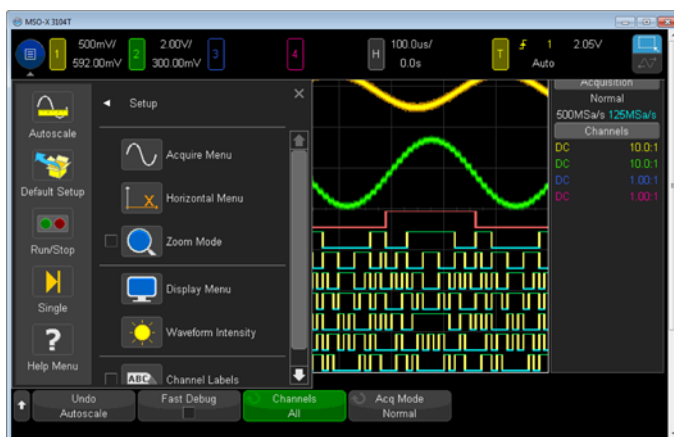 MSO-X 3104T
1
500mV/
592.00mV
2
2.00V/
300.00mV
3
4
H
100.0us/
0.0s
T
1
Auto
2.05V
Autoscale
Default Setup
Run/Stop
Single
?
Help Menu
Setup
Acquire Menu
X
Horizontal Menu
Zoom Mode
Display Menu
Waveform Intensity
ABC
Channel Labels
Acquisition
Normal
500MSa/s 125MSa/s
Channels
DC 10.0:1
DC 10.0:1
DC 1.00:1
DC 1.00:1
Undo
Autoscale
Fast Debug
Channels
All
Acq Mode
Normal